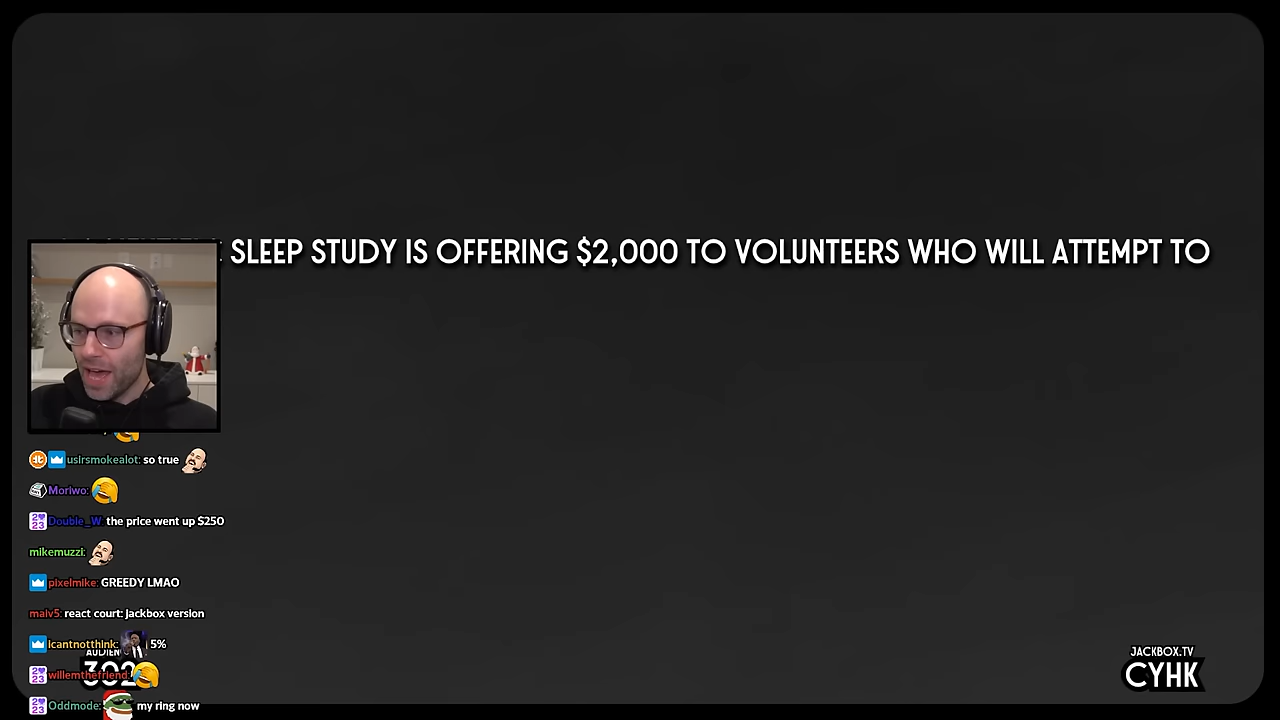 SLEEP STUDY IS OFFERING $2,000 TO VOLUNTEERS WHO WILL ATTEMPT TO
usirsmokealot: so true
Moriwo:
Double_W: the price went up $250
mikemuzzi:
pixelmike: GREEDY LMAO
malv5: react court: jackbox version
icantnotthink: 5%
302
willemthefriend:
Oddmode: my ring now
JACKBOX.TV
CYHK